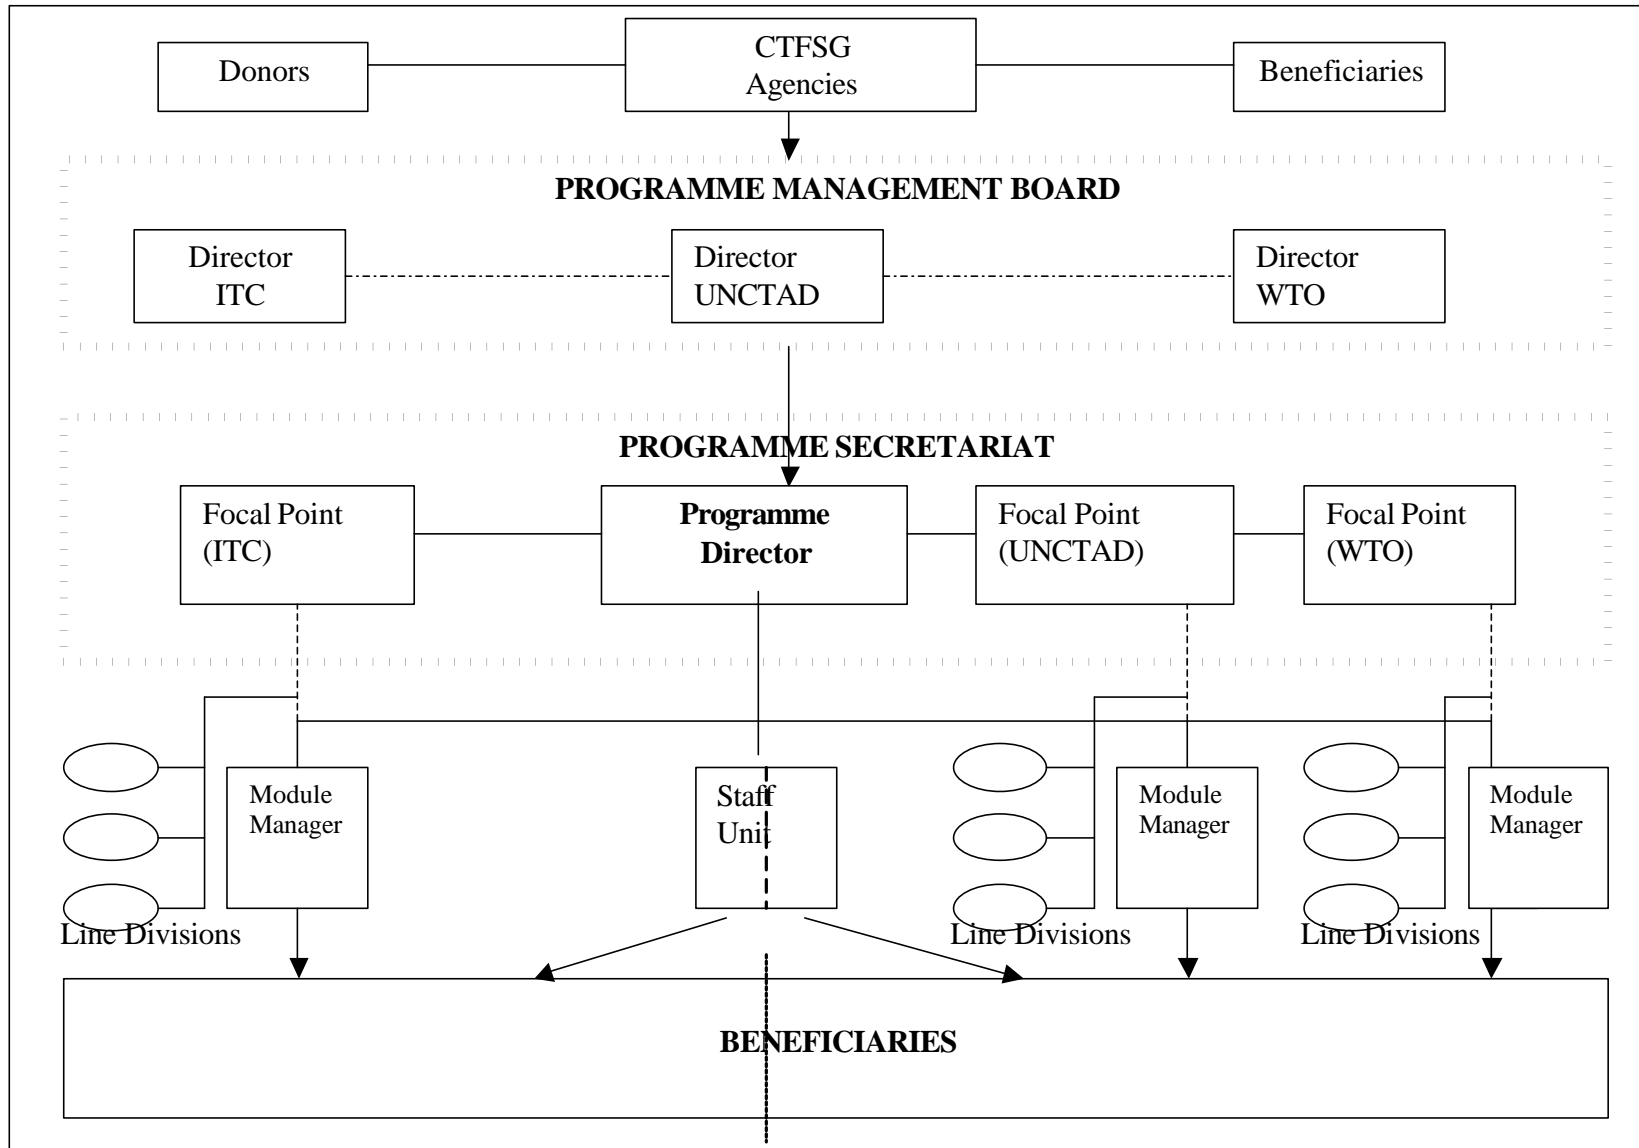 Donors
CTFSG
Agencies
Beneficiaries
PROGRAMME MANAGEMENT BOARD
Director
ITC
Director
UNCTAD
Director
WTO
PROGRAMME SECRETARIAT
Focal Point
(ITC)
Programme
Director
Focal Point
(UNCTAD)
Focal Point
(WTO)
Module
Manager
Staff
Unit
Module
Manager
Module
Manager
Line Divisions
Line Divisions
Line Divisions
BENEFICIARIES